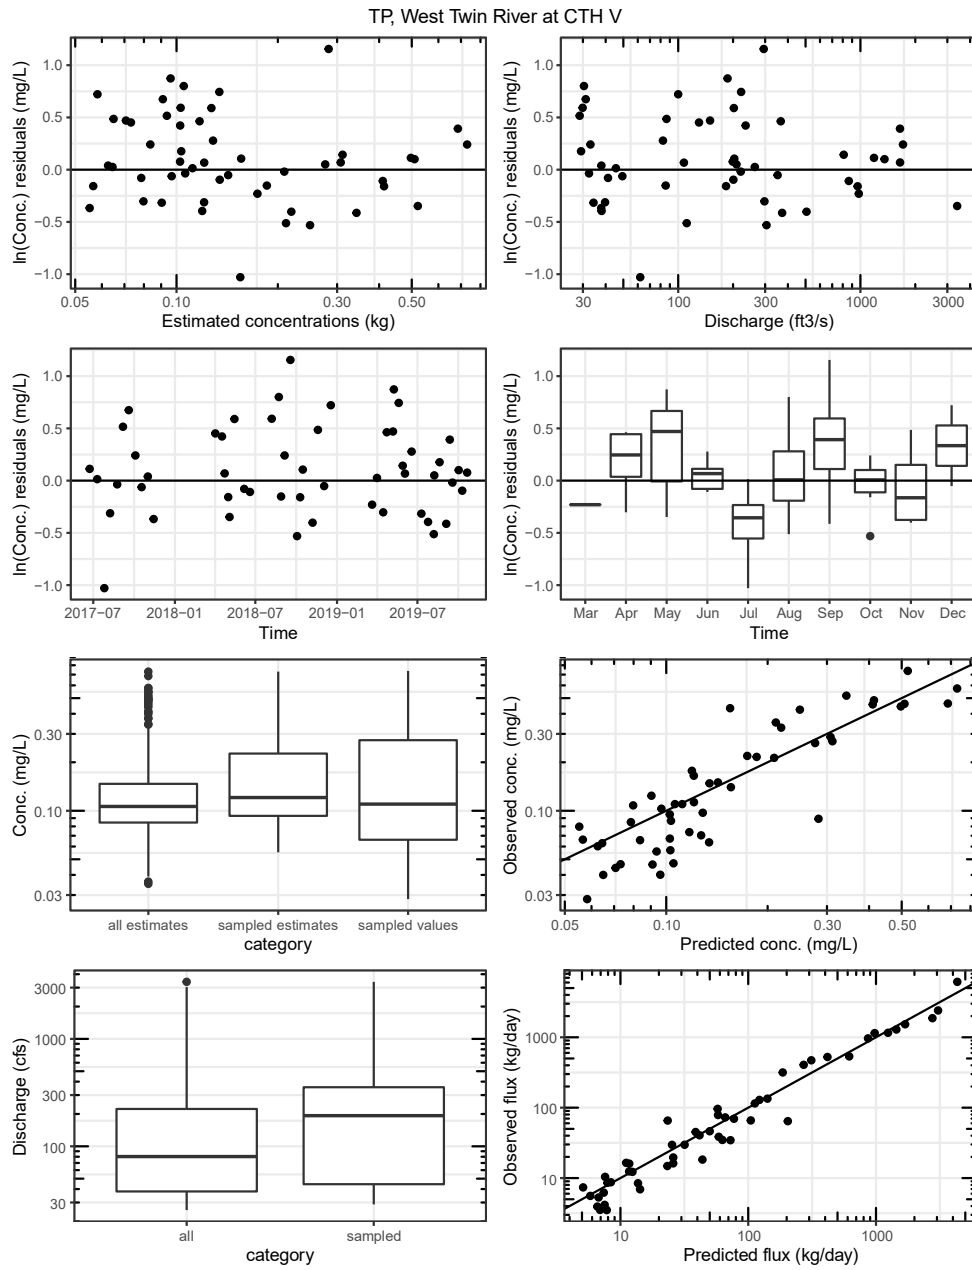 TP, West Twin River at CTH V
ln(Conc.) residuals (mg/L)
1.0
0.5
0.0
−0.5
−1.0
0.05 0.10 0.30 0.50
Estimated concentrations (kg)
ln(Conc.) residuals (mg/L)
1.0
0.5
0.0
−0.5
−1.0
30 100 300 1000 3000
Discharge (ft3/s)
ln(Conc.) residuals (mg/L)
1.0
0.5
0.0
−0.5
−1.0
2017−07 2018−01 2018−07 2019−01 2019−07
Time
ln(Conc.) residuals (mg/L)
1.0
0.5
0.0
−0.5
−1.0
Mar Apr May Jun Jul Aug Sep Oct Nov Dec
Time
Conc. (mg/L)
0.30
0.10
0.03
all estimates sampled estimates sampled values
category
Observed conc. (mg/L)
0.30
0.10
0.03
0.05 0.10 0.30 0.50
Predicted conc. (mg/L)
Discharge (cfs)
3000
1000
300
100
30
all sampled
category
Observed flux (kg/day)
1000
100
10
10 100 1000
Predicted flux (kg/day)